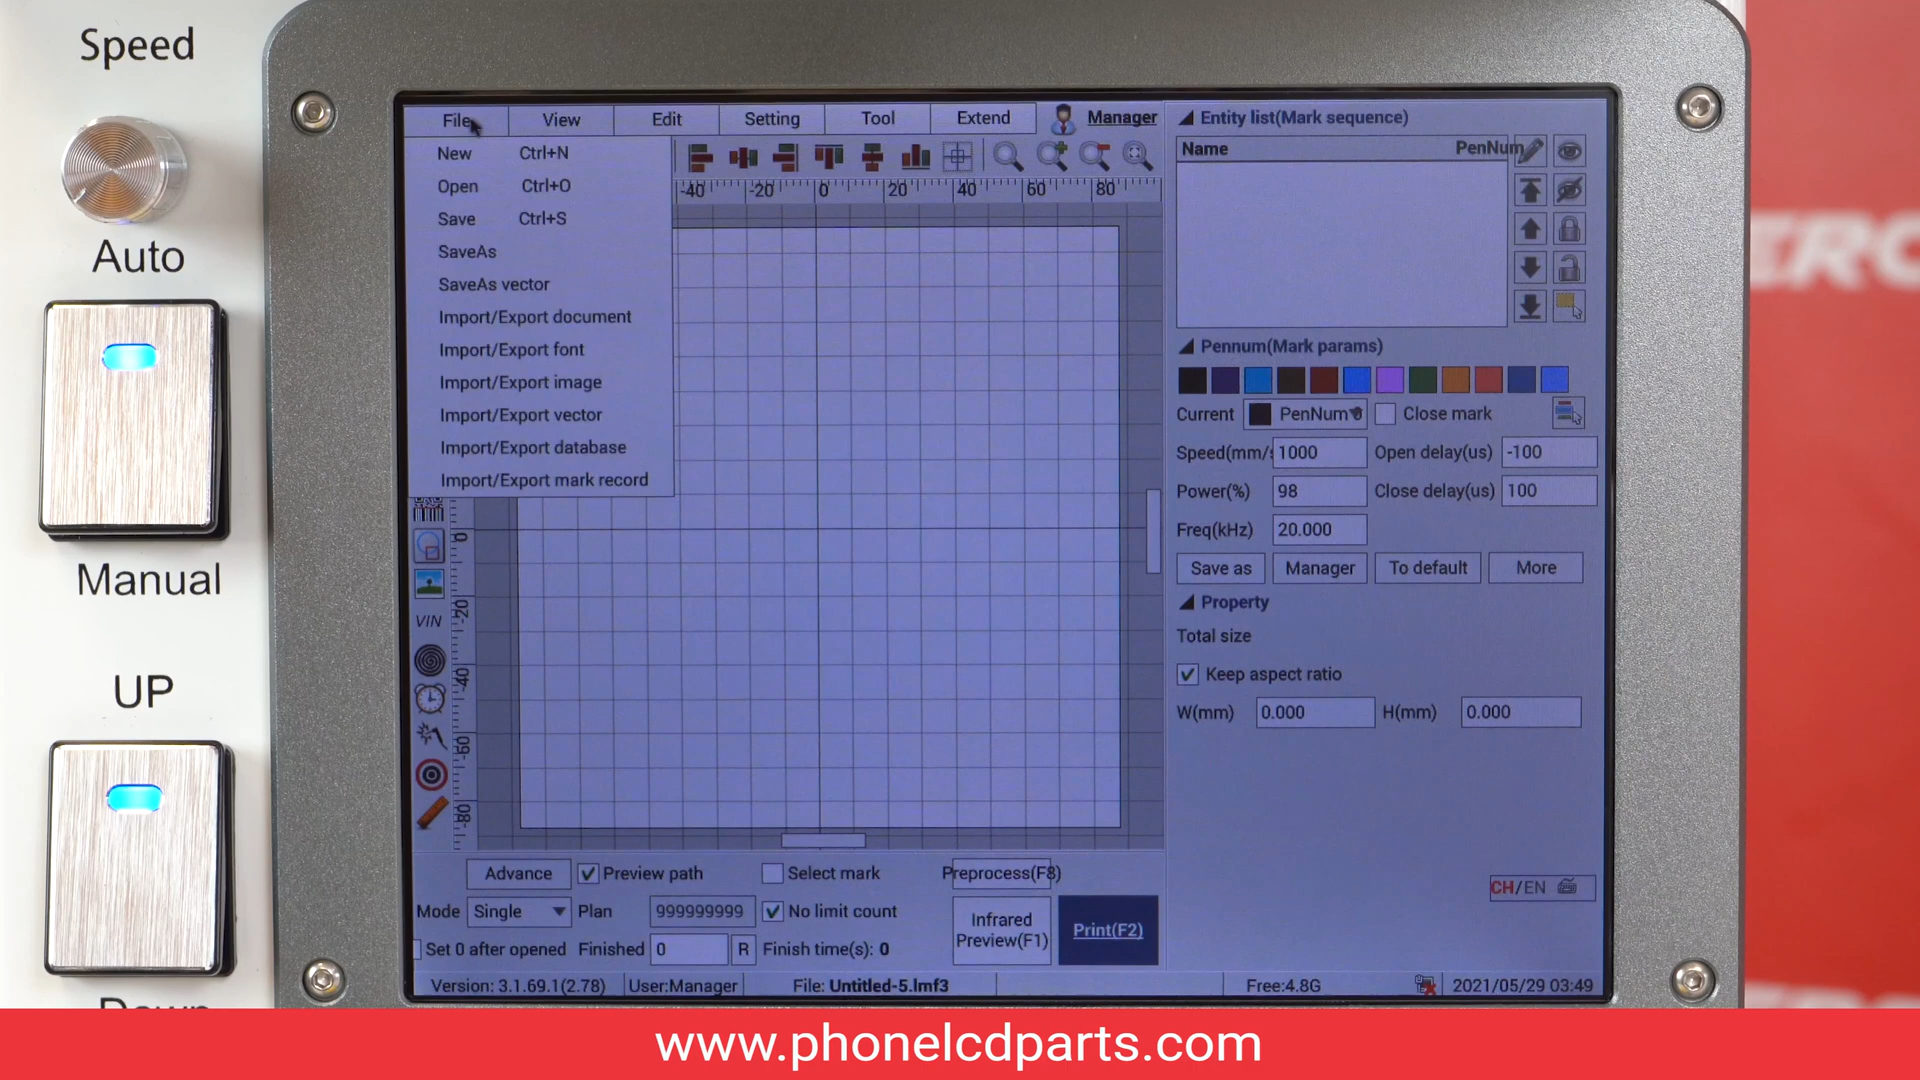 Speed
Auto
Manual
UP
Down
File View Edit Setting Tool Extend Manager
New Ctrl+N
Open Ctrl+O
Save Ctrl+S
SaveAs
SaveAs vector
Import/Export document
Import/Export font
Import/Export image
Import/Export vector
Import/Export database
Import/Export mark record
-40 -20 0 20 40 60 80
0
-20
-40
-60
-80
VIN
Entity list(Mark sequence)
Name PenNum
Pennum(Mark params)
Current PenNum Close mark
Speed(mm/s 1000 Open delay(us) -100
Power(%) 98 Close delay(us) 100
Freq(kHz) 20.000
Save as Manager To default More
Property
Total size
Keep aspect ratio
W(mm) 0.000 H(mm) 0.000
CH/EN
Advance Preview path Select mark Preprocess(F8)
Mode Single Plan 999999999 No limit count
Set 0 after opened Finished 0 R Finish time(s): 0
Infrared
Preview(F1)
Print(F2)
Version: 3.1.69.1(2.78) User:Manager File: Untitled-5.lmf3 Free:4.8G 2021/05/29 03:49
www.phonelcdparts.com